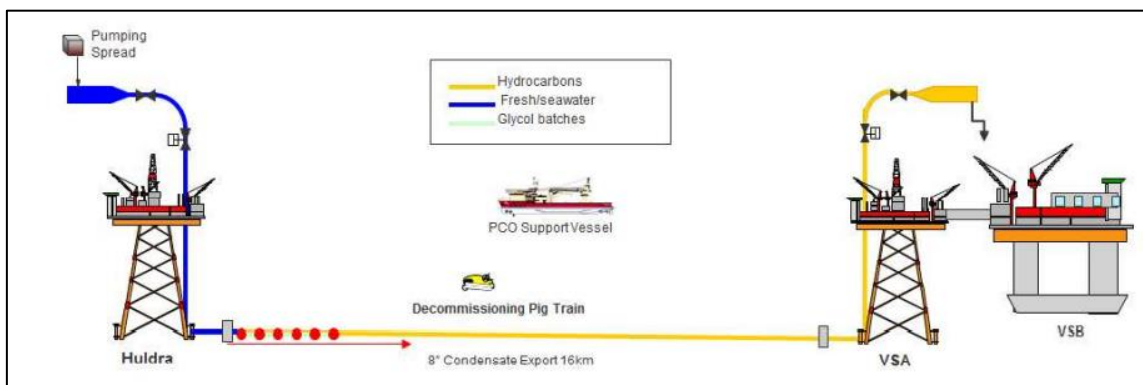 Pumping
Spread
Hydrocarbons
Fresh/seawater
Glycol batches
PCO Support Vessel
Decommissioning Pig Train
8" Condensate Export 16km
Huldra
VSA
VSB